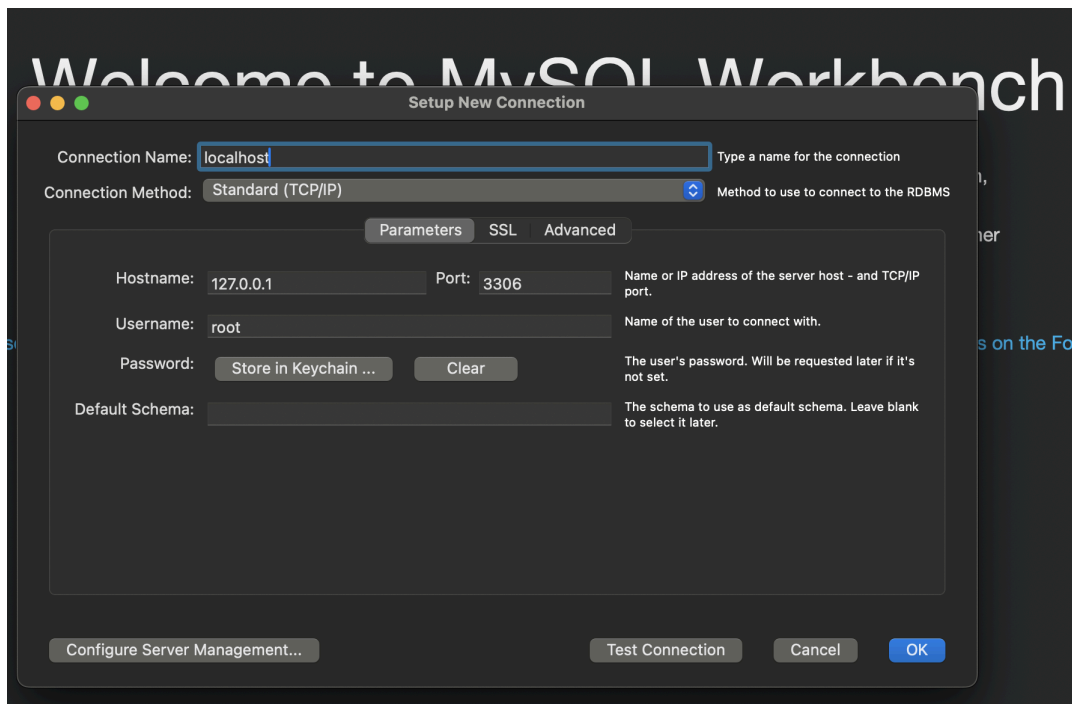 Welcome to MySQL Workbench
Setup New Connection
Connection Name: localhost Type a name for the connection
Connection Method: Standard (TCP/IP) Method to use to connect to the RDBMS
Parameters SSL Advanced
Hostname: 127.0.0.1 Port: 3306 Name or IP address of the server host - and TCP/IP
port.
Username: root Name of the user to connect with.
Password: Store in Keychain ... Clear The user's password. Will be requested later if it's
not set.
Default Schema: The schema to use as default schema. Leave blank
to select it later.
s on the Fo
Configure Server Management... Test Connection Cancel OK